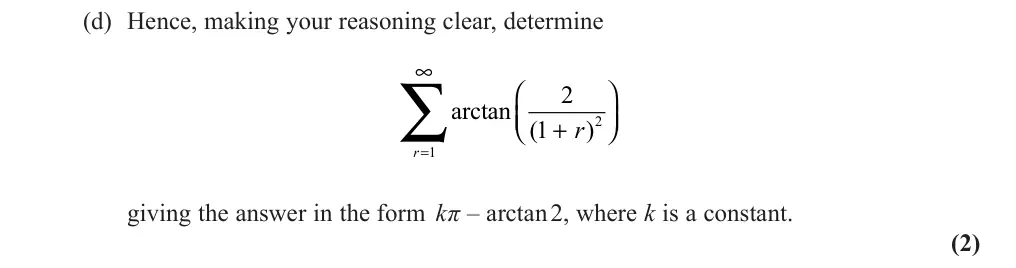 (d) Hence, making your reasoning clear, determine
∞
∑ arctan(2/(1 + r)²)
r=1
giving the answer in the form kπ – arctan 2, where k is a constant.
(2)